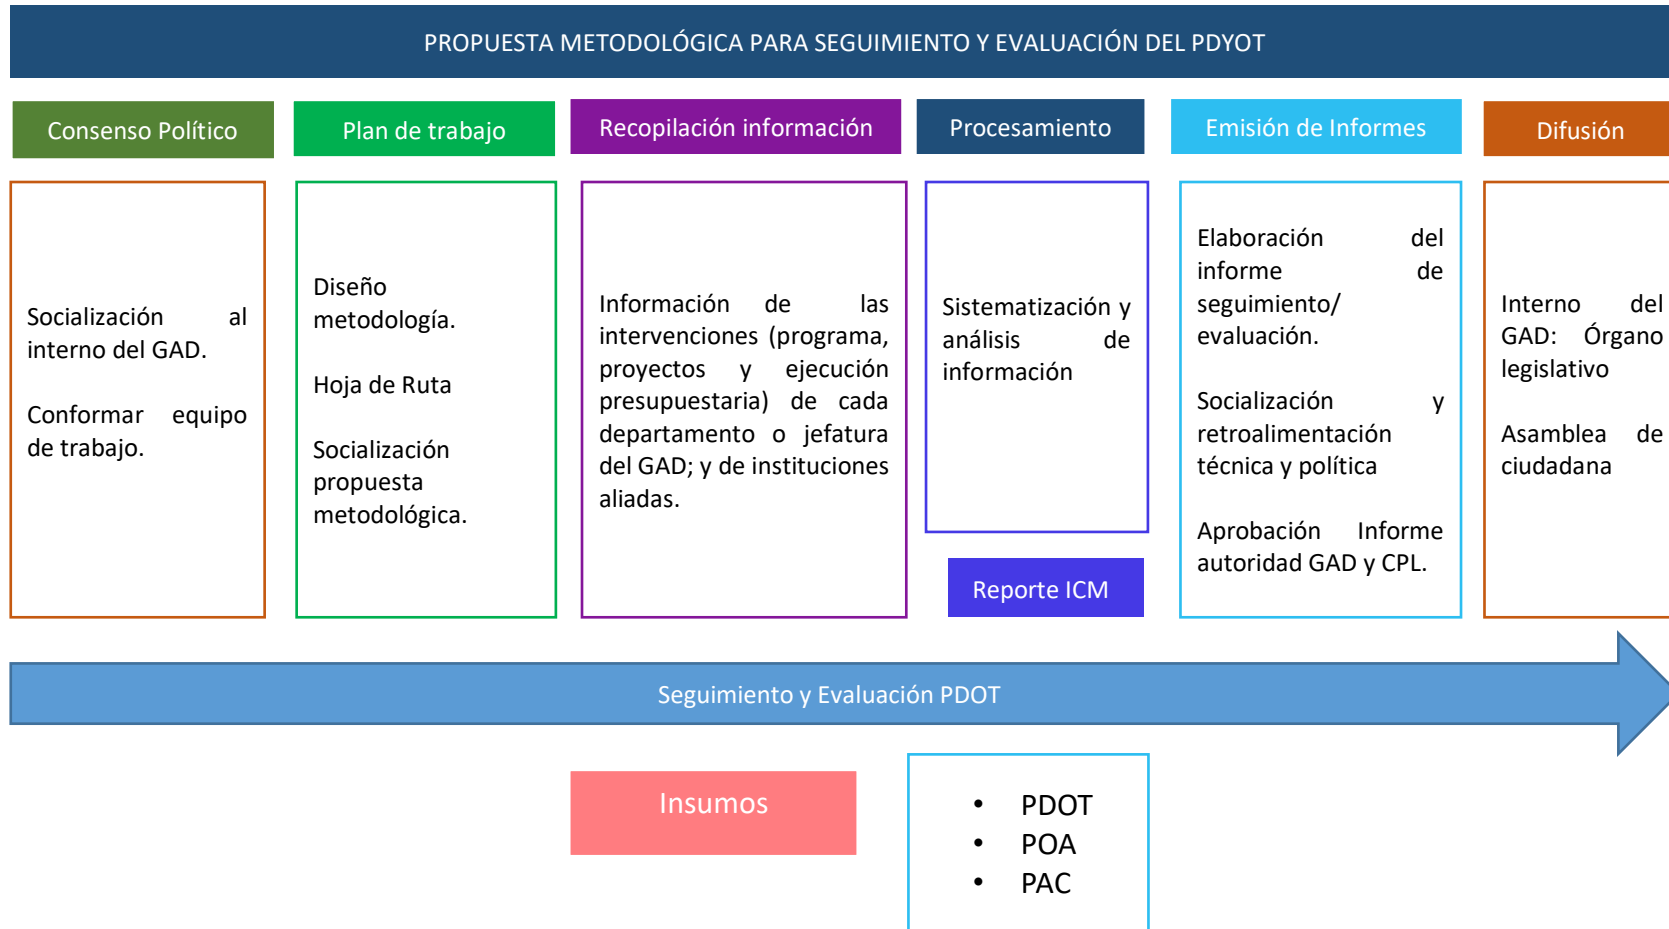 PROPUESTA METODOLÓGICA PARA SEGUIMIENTO Y EVALUACIÓN DEL PDYOT
Consenso Político
Socialización al
interno del GAD.
Conformar equipo
de trabajo.
Plan de trabajo
Diseño
metodología.
Hoja de Ruta
Socialización
propuesta
metodológica.
Recopilación información
Información de las
intervenciones (programa,
proyectos y ejecución
presupuestaria) de cada
departamento o jefatura
del GAD; y de instituciones
aliadas.
Procesamiento
Sistematización y
análisis de
información
Reporte ICM
Emisión de Informes
Elaboración del
informe de
seguimiento/
evaluación.
Socialización y
retroalimentación
técnica y política
Aprobación Informe
autoridad GAD y CPL.
Difusión
Interno del
GAD: Órgano
legislativo
Asamblea de
ciudadana
Seguimiento y Evaluación PDOT
Insumos
• PDOT
• POA
• PAC